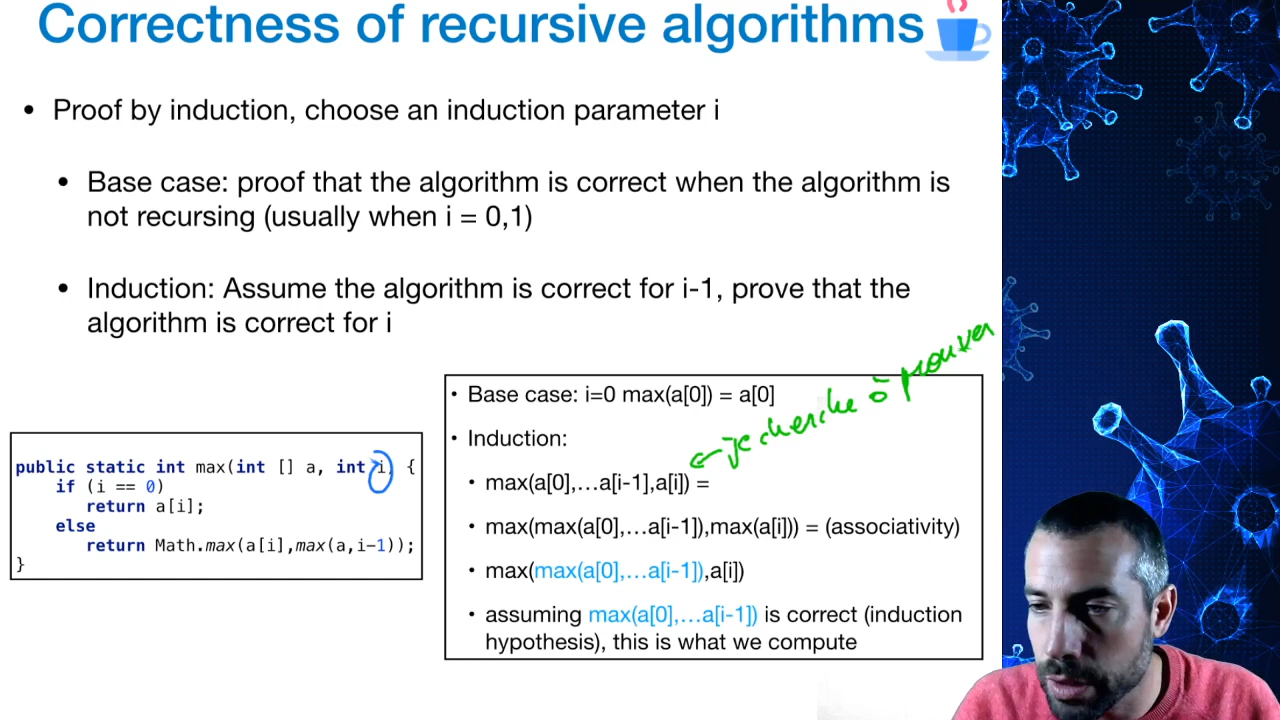 Correctness of recursive algorithms
• Proof by induction, choose an induction parameter i
• Base case: proof that the algorithm is correct when the algorithm is
not recursing (usually when i = 0,1)
• Induction: Assume the algorithm is correct for i-1, prove that the
algorithm is correct for i
public static int max(int [] a, int i) {
if (i == 0)
return a[i];
else
return Math.max(a[i],max(a,i-1));
}
• Base case: i=0 max(a[0]) = a[0]
• Induction:
je cherche à prouver
• max(a[0],…a[i-1],a[i]) =
• max(max(a[0],…a[i-1]),max(a[i])) = (associativity)
• max(max(a[0],…a[i-1]),a[i])
• assuming max(a[0],…a[i-1]) is correct (induction
hypothesis), this is what we compute